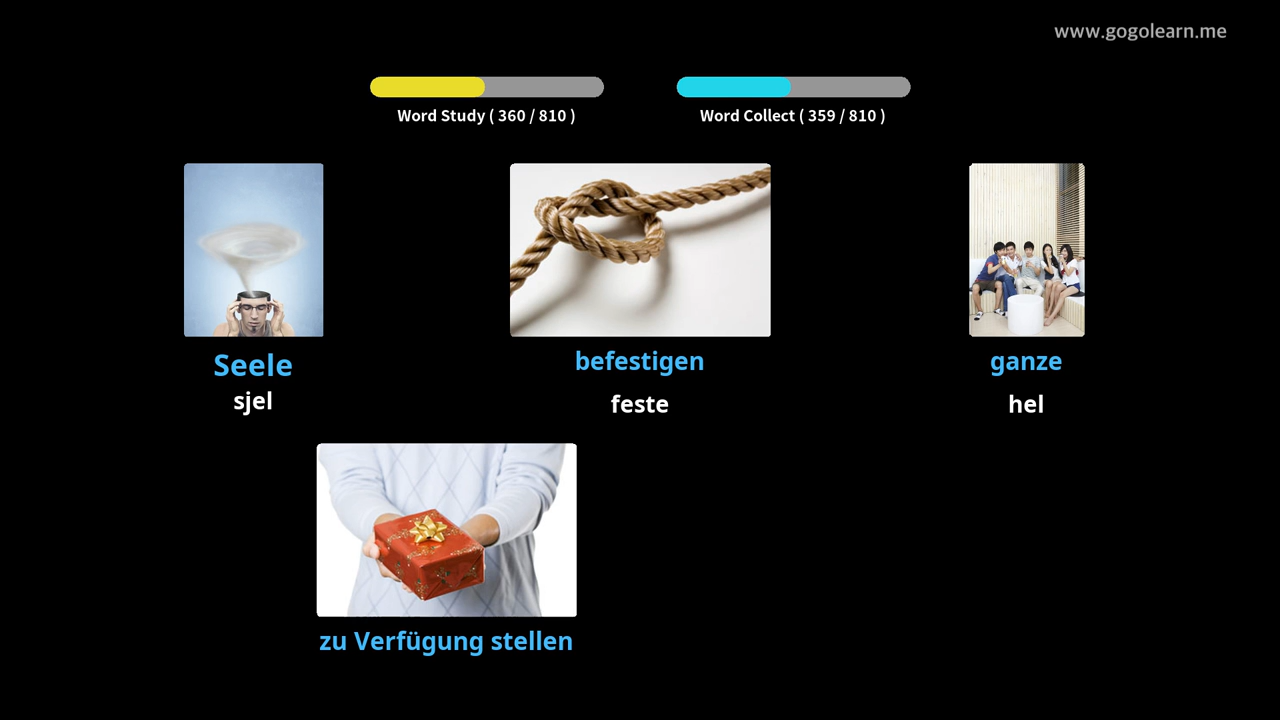 www.gogolearn.me
Word Study ( 360 / 810 )
Word Collect ( 359 / 810 )
Seele
sjel
befestigen
feste
ganze
hel
zu Verfügung stellen